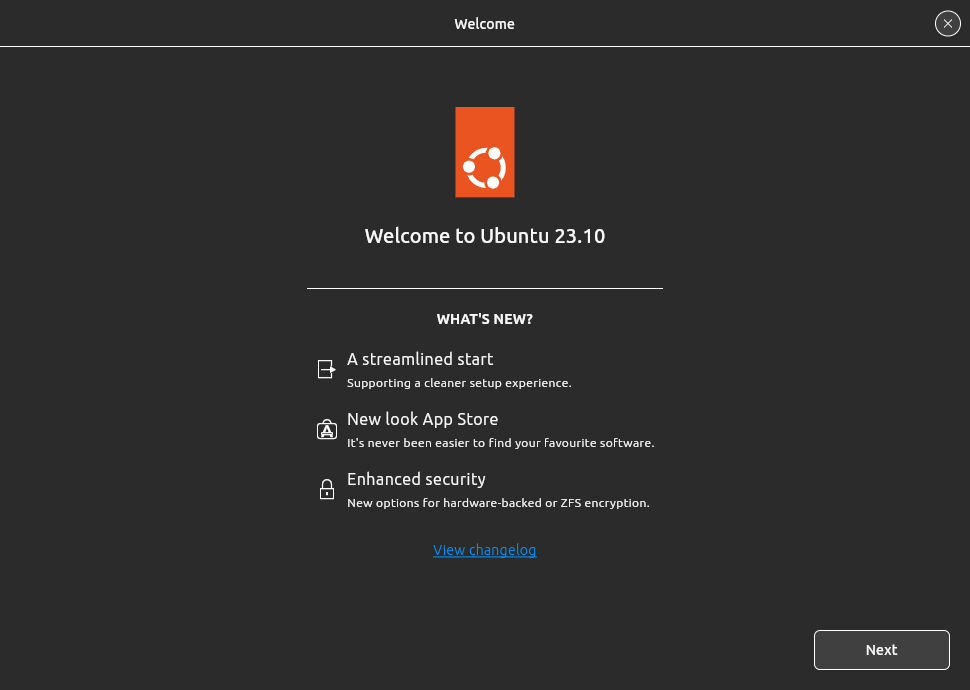 Welcome
Welcome to Ubuntu 23.10
WHAT'S NEW?
A streamlined start
Supporting a cleaner setup experience.
New look App Store
It's never been easier to find your favourite software.
Enhanced security
New options for hardware-backed or ZFS encryption.
View changelog
Next